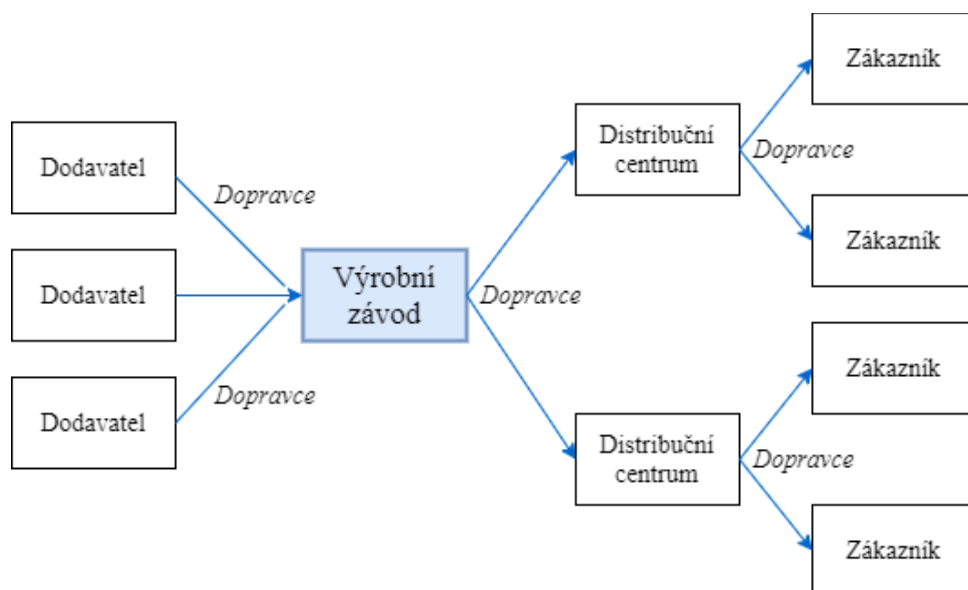 Dodavatel
Dodavatel
Dodavatel
Dopravce
Dopravce
Výrobní
závod
Dopravce
Distribuční
centrum
Distribuční
centrum
Dopravce
Dopravce
Zákazník
Zákazník
Zákazník
Zákazník